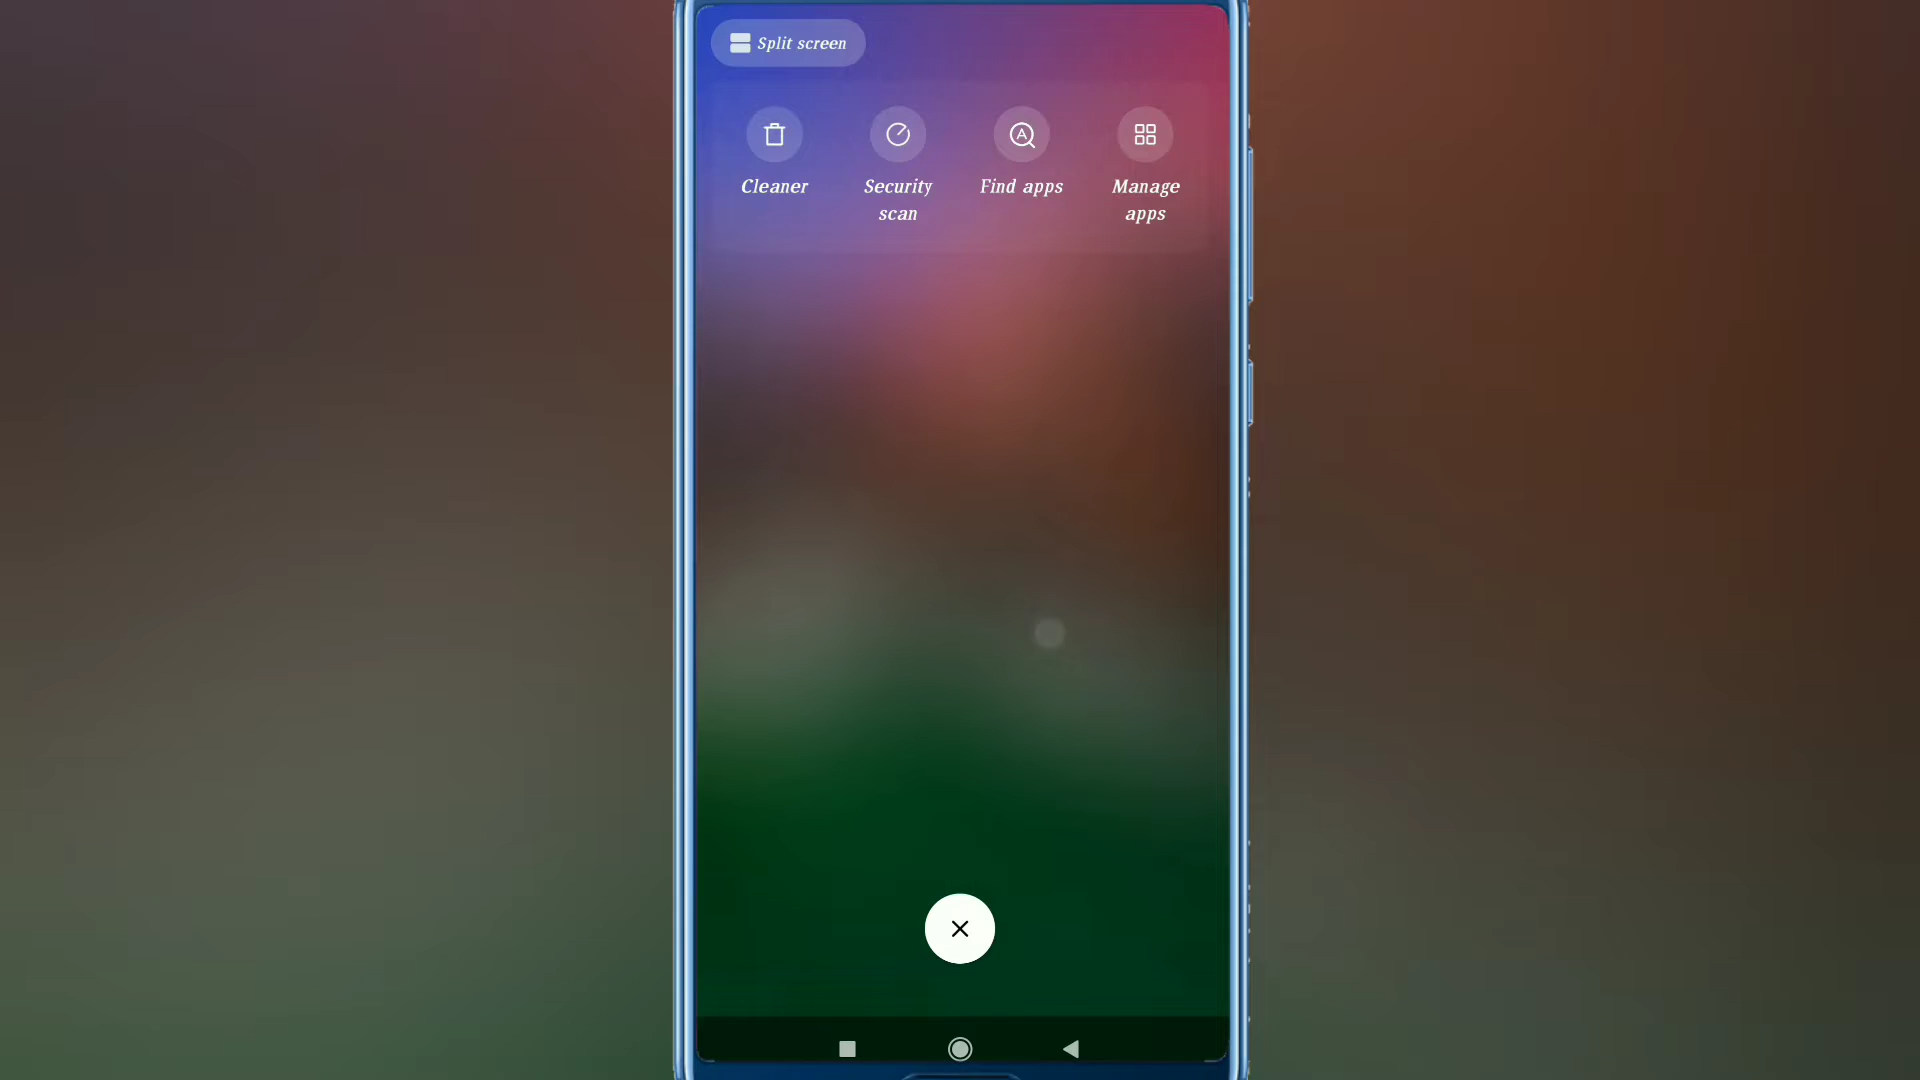 Split screen
Cleaner
Security
scan
Find apps
Manage
apps